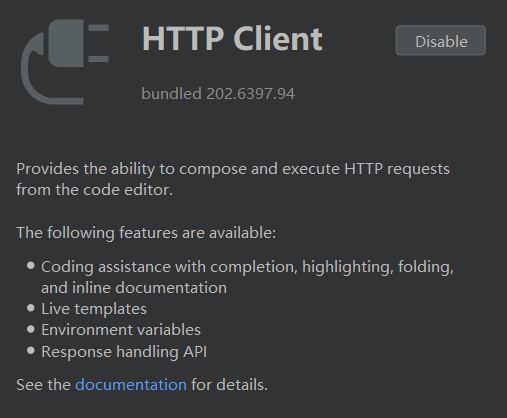 HTTP Client
Disable
bundled 202.6397.94
Provides the ability to compose and execute HTTP requests
from the code editor.
The following features are available:
Coding assistance with completion, highlighting, folding,
and inline documentation
Live templates
Environment variables
Response handling API
See the documentation for details.